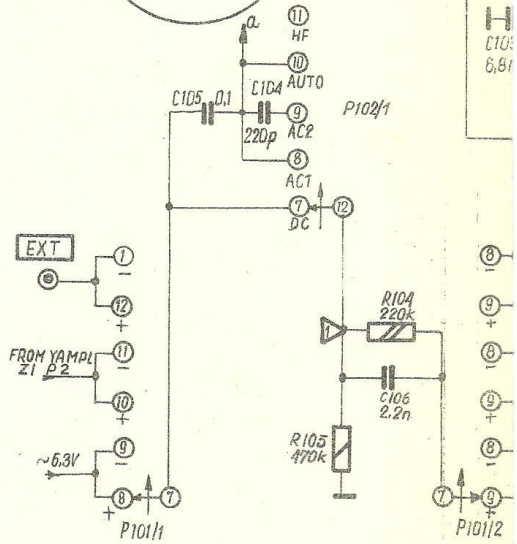 a
11
HF
10
AUTO
C105
0,1
C104
220p
9
AC2
P102/1
8
AC1
7
DC
12
EXT
1
−
12
+
FROM YAMPL
Z1 P2
11
−
10
+
~6,3V
9
−
8
+
7
P101/1
1
R104
220k
C106
2.2n
R105
470k
7
P101/2
8
−
9
+
8
−
9
+
8
−
9
+
6,8